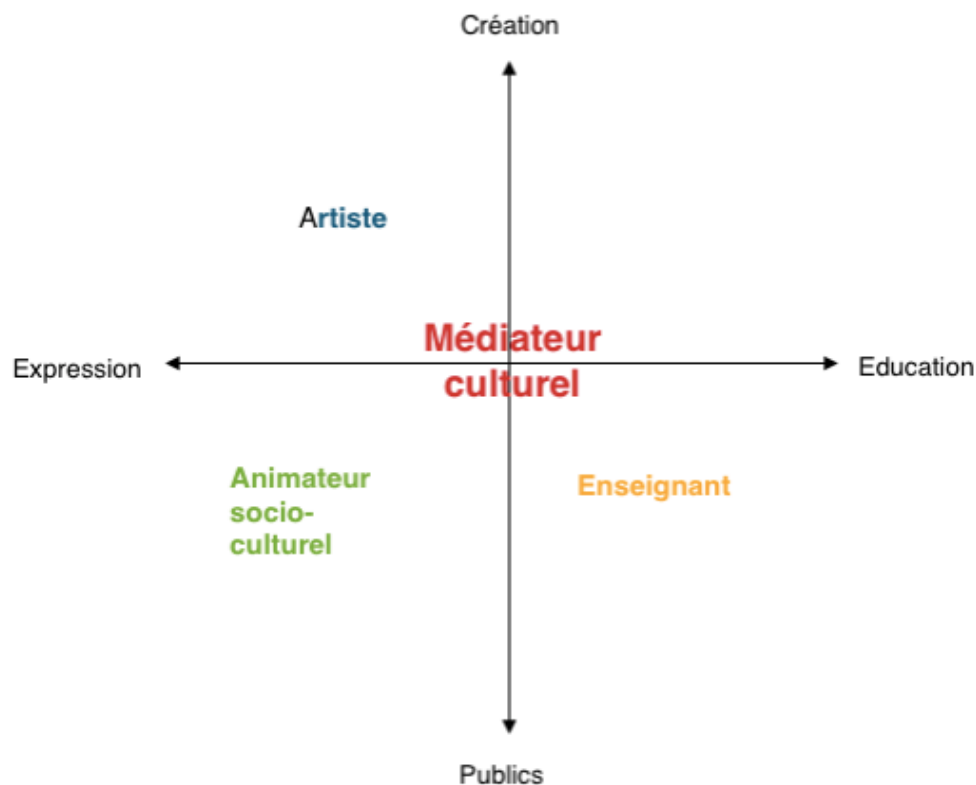 Création
Artiste
Médiateur
culturel
Expression
Education
Animateur
socio-
culturel
Enseignant
Publics